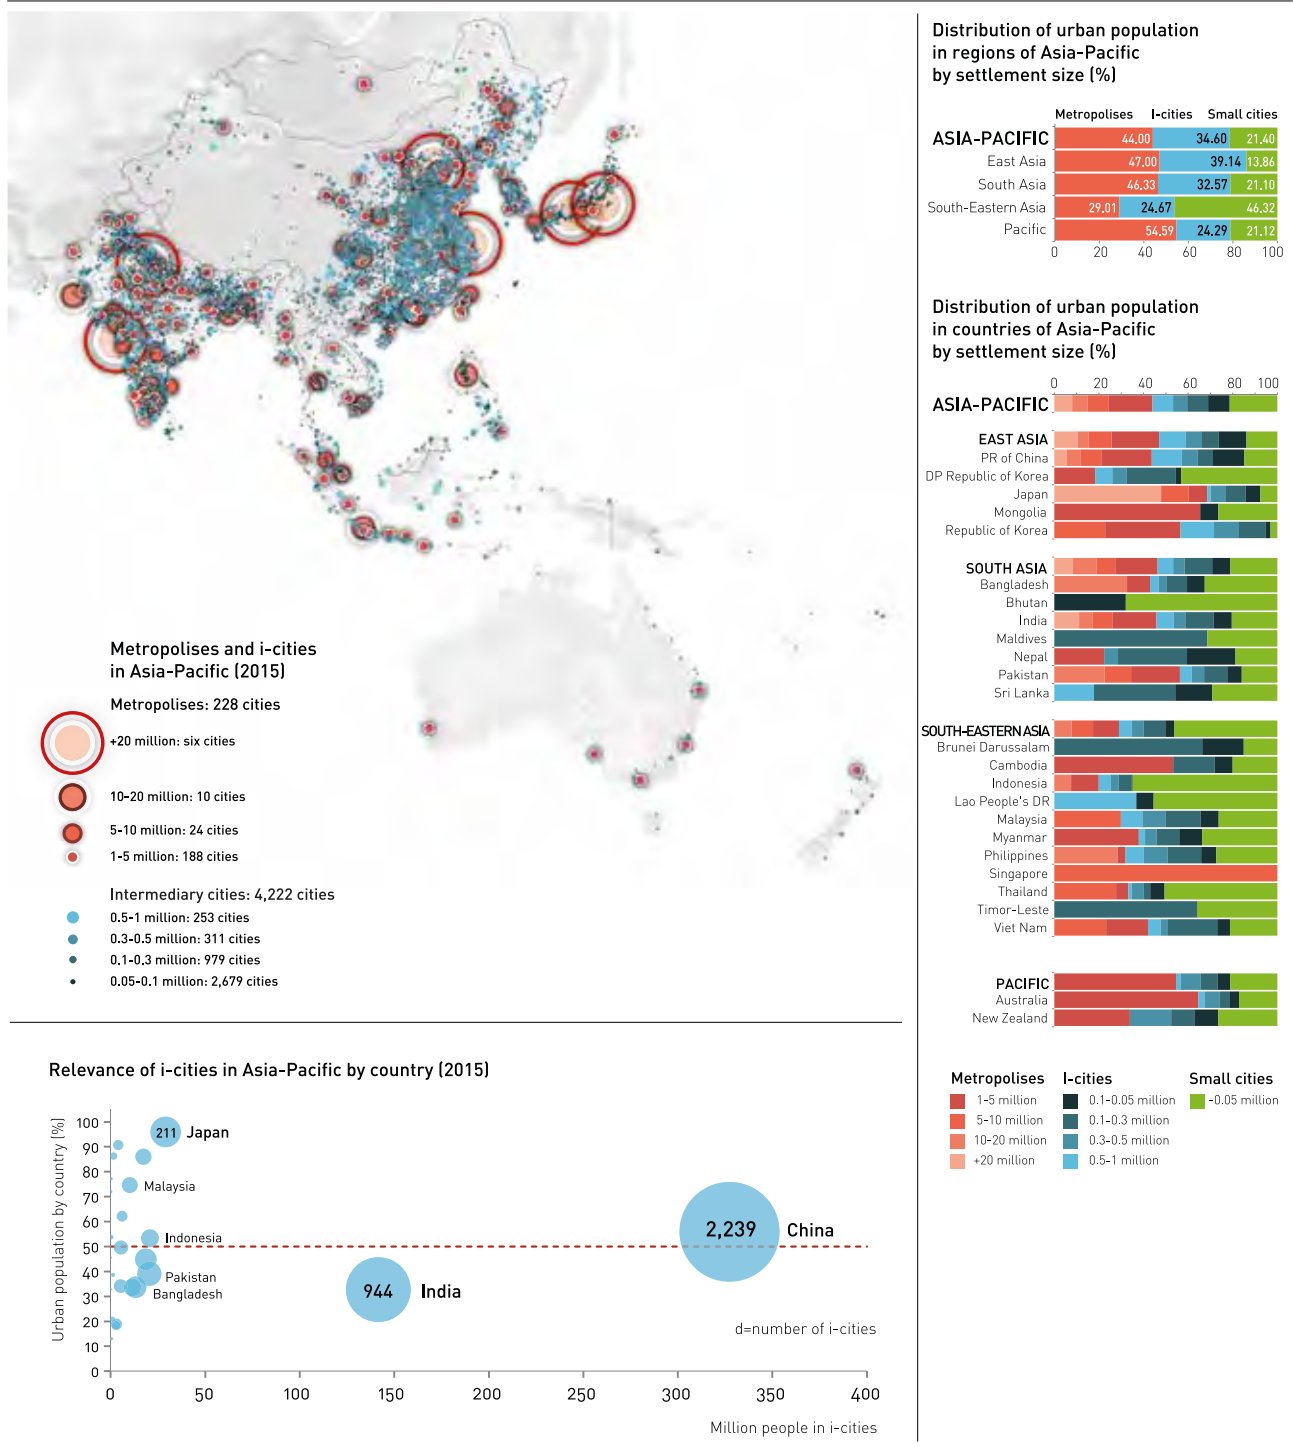 Metropolises and i-cities
in Asia-Pacific (2015)
Metropolises: 228 cities
+20 million: six cities
10-20 million: 10 cities
5-10 million: 24 cities
1-5 million: 188 cities
Intermediary cities: 4,222 cities
0.5-1 million: 253 cities
0.3-0.5 million: 311 cities
0.1-0.3 million: 979 cities
0.05-0.1 million: 2,679 cities
Relevance of i-cities in Asia-Pacific by country (2015)
Urban population by country (%)
100
90
80
70
60
50
40
30
20
10
0
211 Japan
Malaysia
Indonesia
Pakistan
Bangladesh
944 India
2,239 China
d=number of i-cities
0 50 100 150 200 250 300 350 400
Million people in i-cities
Distribution of urban population
in regions of Asia-Pacific
by settlement size (%)
Metropolises I-cities Small cities
ASIA-PACIFIC 44.00 34.60 21.40
East Asia 47.00 39.14 13.86
South Asia 46.33 32.57 21.10
South-Eastern Asia 29.01 24.67 46.32
Pacific 54.59 24.29 21.12
0 20 40 60 80 100
Distribution of urban population
in countries of Asia-Pacific
by settlement size (%)
0 20 40 60 80 100
ASIA-PACIFIC
EAST ASIA
PR of China
DP Republic of Korea
Japan
Mongolia
Republic of Korea
SOUTH ASIA
Bangladesh
Bhutan
India
Maldives
Nepal
Pakistan
Sri Lanka
SOUTH-EASTERN ASIA
Brunei Darussalam
Cambodia
Indonesia
Lao People's DR
Malaysia
Myanmar
Philippines
Singapore
Thailand
Timor-Leste
Viet Nam
PACIFIC
Australia
New Zealand
Metropolises I-cities Small cities
1-5 million 0.1-0.05 million -0.05 million
5-10 million 0.1-0.3 million
10-20 million 0.3-0.5 million
+20 million 0.5-1 million